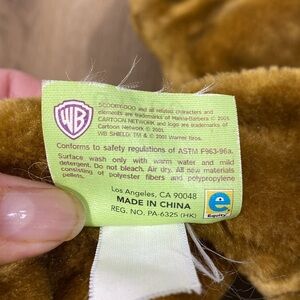 WB
SCOOBY-DOO and all related characters and
elements are trademarks of Hanna-Barbera © 2001.
CARTOON NETWORK and logo are trademarks of
Cartoon Network © 2001.
WB SHIELD: TM & © 2001 Warner Bros.
Conforms to safety regulations of ASTM F963-96a.
Surface wash only with warm water and mild
detergent. Do not bleach. Air dry. All new materials
consisting of polyester fibers and polypropylene
pellets.
Los Angeles, CA 90048
MADE IN CHINA
REG. NO. PA-6325 (HK)
e
Equity